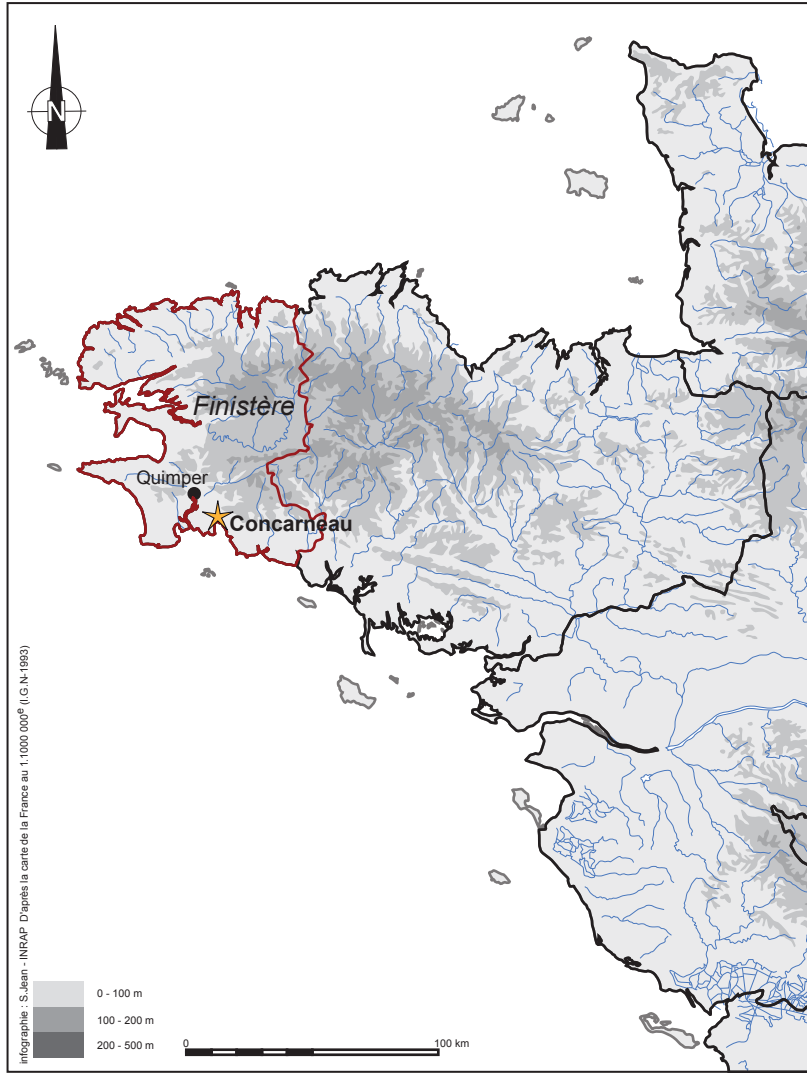 N
Finistère
Quimper
Concarneau
infographie : S.Jean - INRAP D'après la carte de la France au 1.1000 000e (I.G.N-1993)
0 - 100 m
100 - 200 m
200 - 500 m
0
100 km